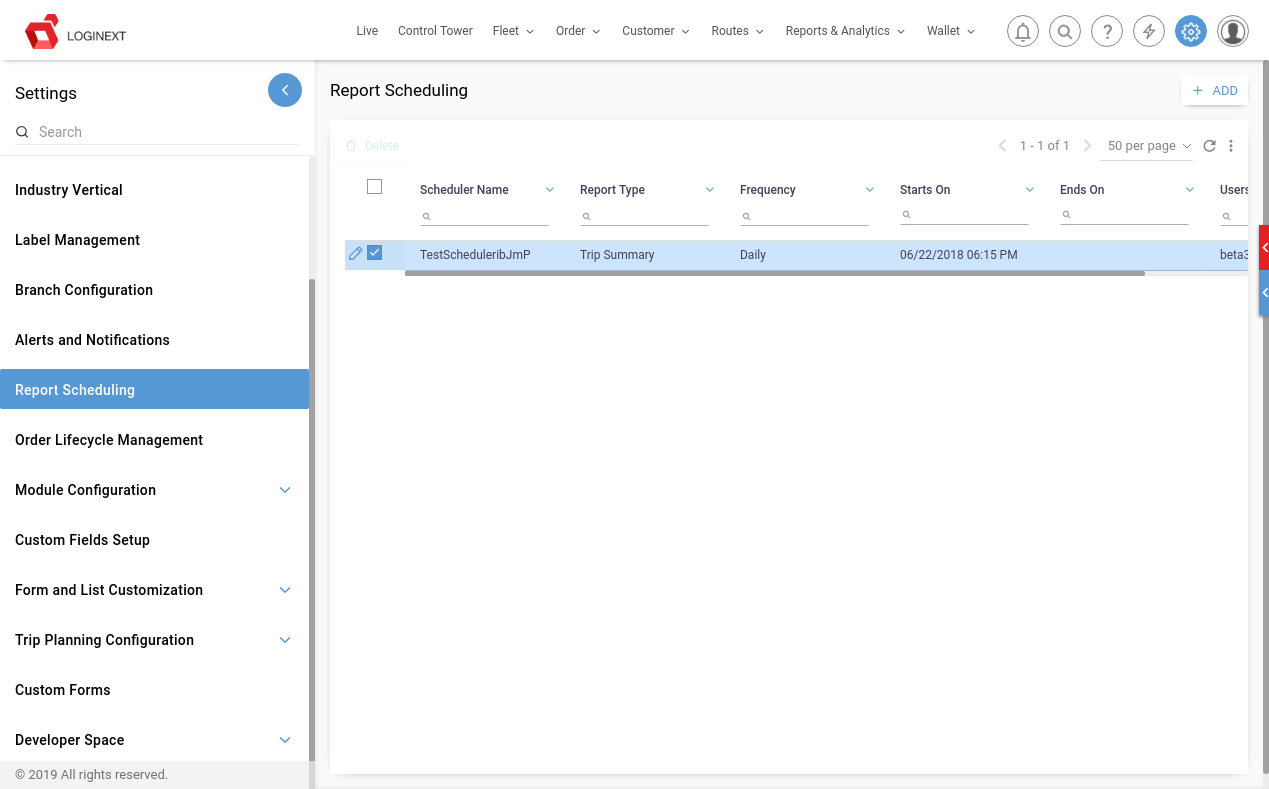 LOGINEXT
Live Control Tower Fleet Order Customer Routes Reports & Analytics Wallet
Settings
Search
Industry Vertical
Label Management
Branch Configuration
Alerts and Notifications
Report Scheduling
Order Lifecycle Management
Module Configuration
Custom Fields Setup
Form and List Customization
Trip Planning Configuration
Custom Forms
Developer Space
© 2019 All rights reserved.
Report Scheduling
+ ADD
Delete
1 - 1 of 1
50 per page
Scheduler Name Report Type Frequency Starts On Ends On Users
TestScheduleribJmP Trip Summary Daily 06/22/2018 06:15 PM beta3